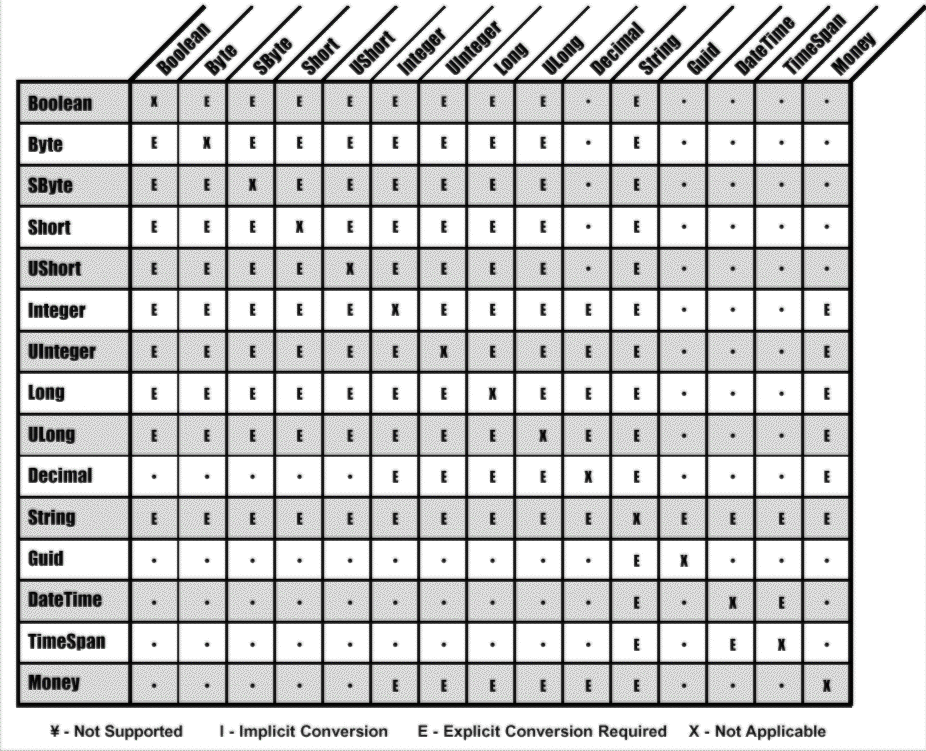 Boolean Byte SByte Short UShort Integer UInteger Long ULong Decimal String Guid DateTime TimeSpan Money
Boolean X E E E E E E E E • E • • • •
Byte E X E E E E E E E • E • • • •
SByte E E X E E E E E E • E • • • •
Short E E E X E E E E E • E • • • •
UShort E E E E X E E E E • E • • • •
Integer E E E E E X E E E E E • • • E
UInteger E E E E E E X E E E E • • • E
Long E E E E E E E X E E E • • • E
ULong E E E E E E E E X E E • • • E
Decimal • • • • • E E E E X E • • • E
String E E E E E E E E E E X E E E E
Guid • • • • • • • • • • E X • • •
DateTime • • • • • • • • • • E • X E •
TimeSpan • • • • • • • • • • E • E X •
Money • • • • • E E E E E E • • • X
¥ - Not Supported I - Implicit Conversion E - Explicit Conversion Required X - Not Applicable